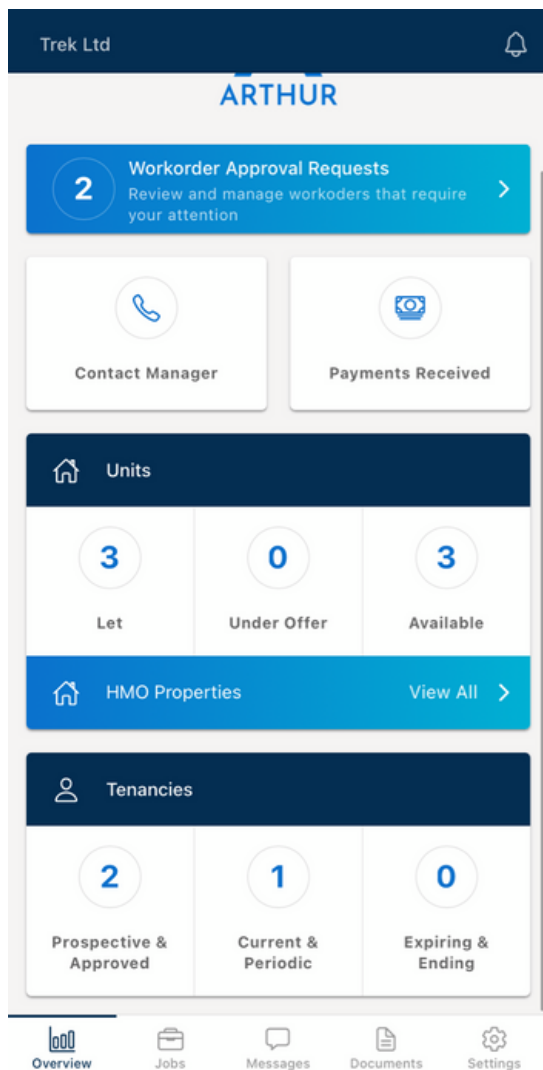 Trek Ltd
ARTHUR
2
Workorder Approval Requests
Review and manage workoders that require
your attention
Contact Manager
Payments Received
Units
3
0
3
Let
Under Offer
Available
HMO Properties
View All
Tenancies
2
1
0
Prospective &
Approved
Current &
Periodic
Expiring &
Ending
Overview
Jobs
Messages
Documents
Settings